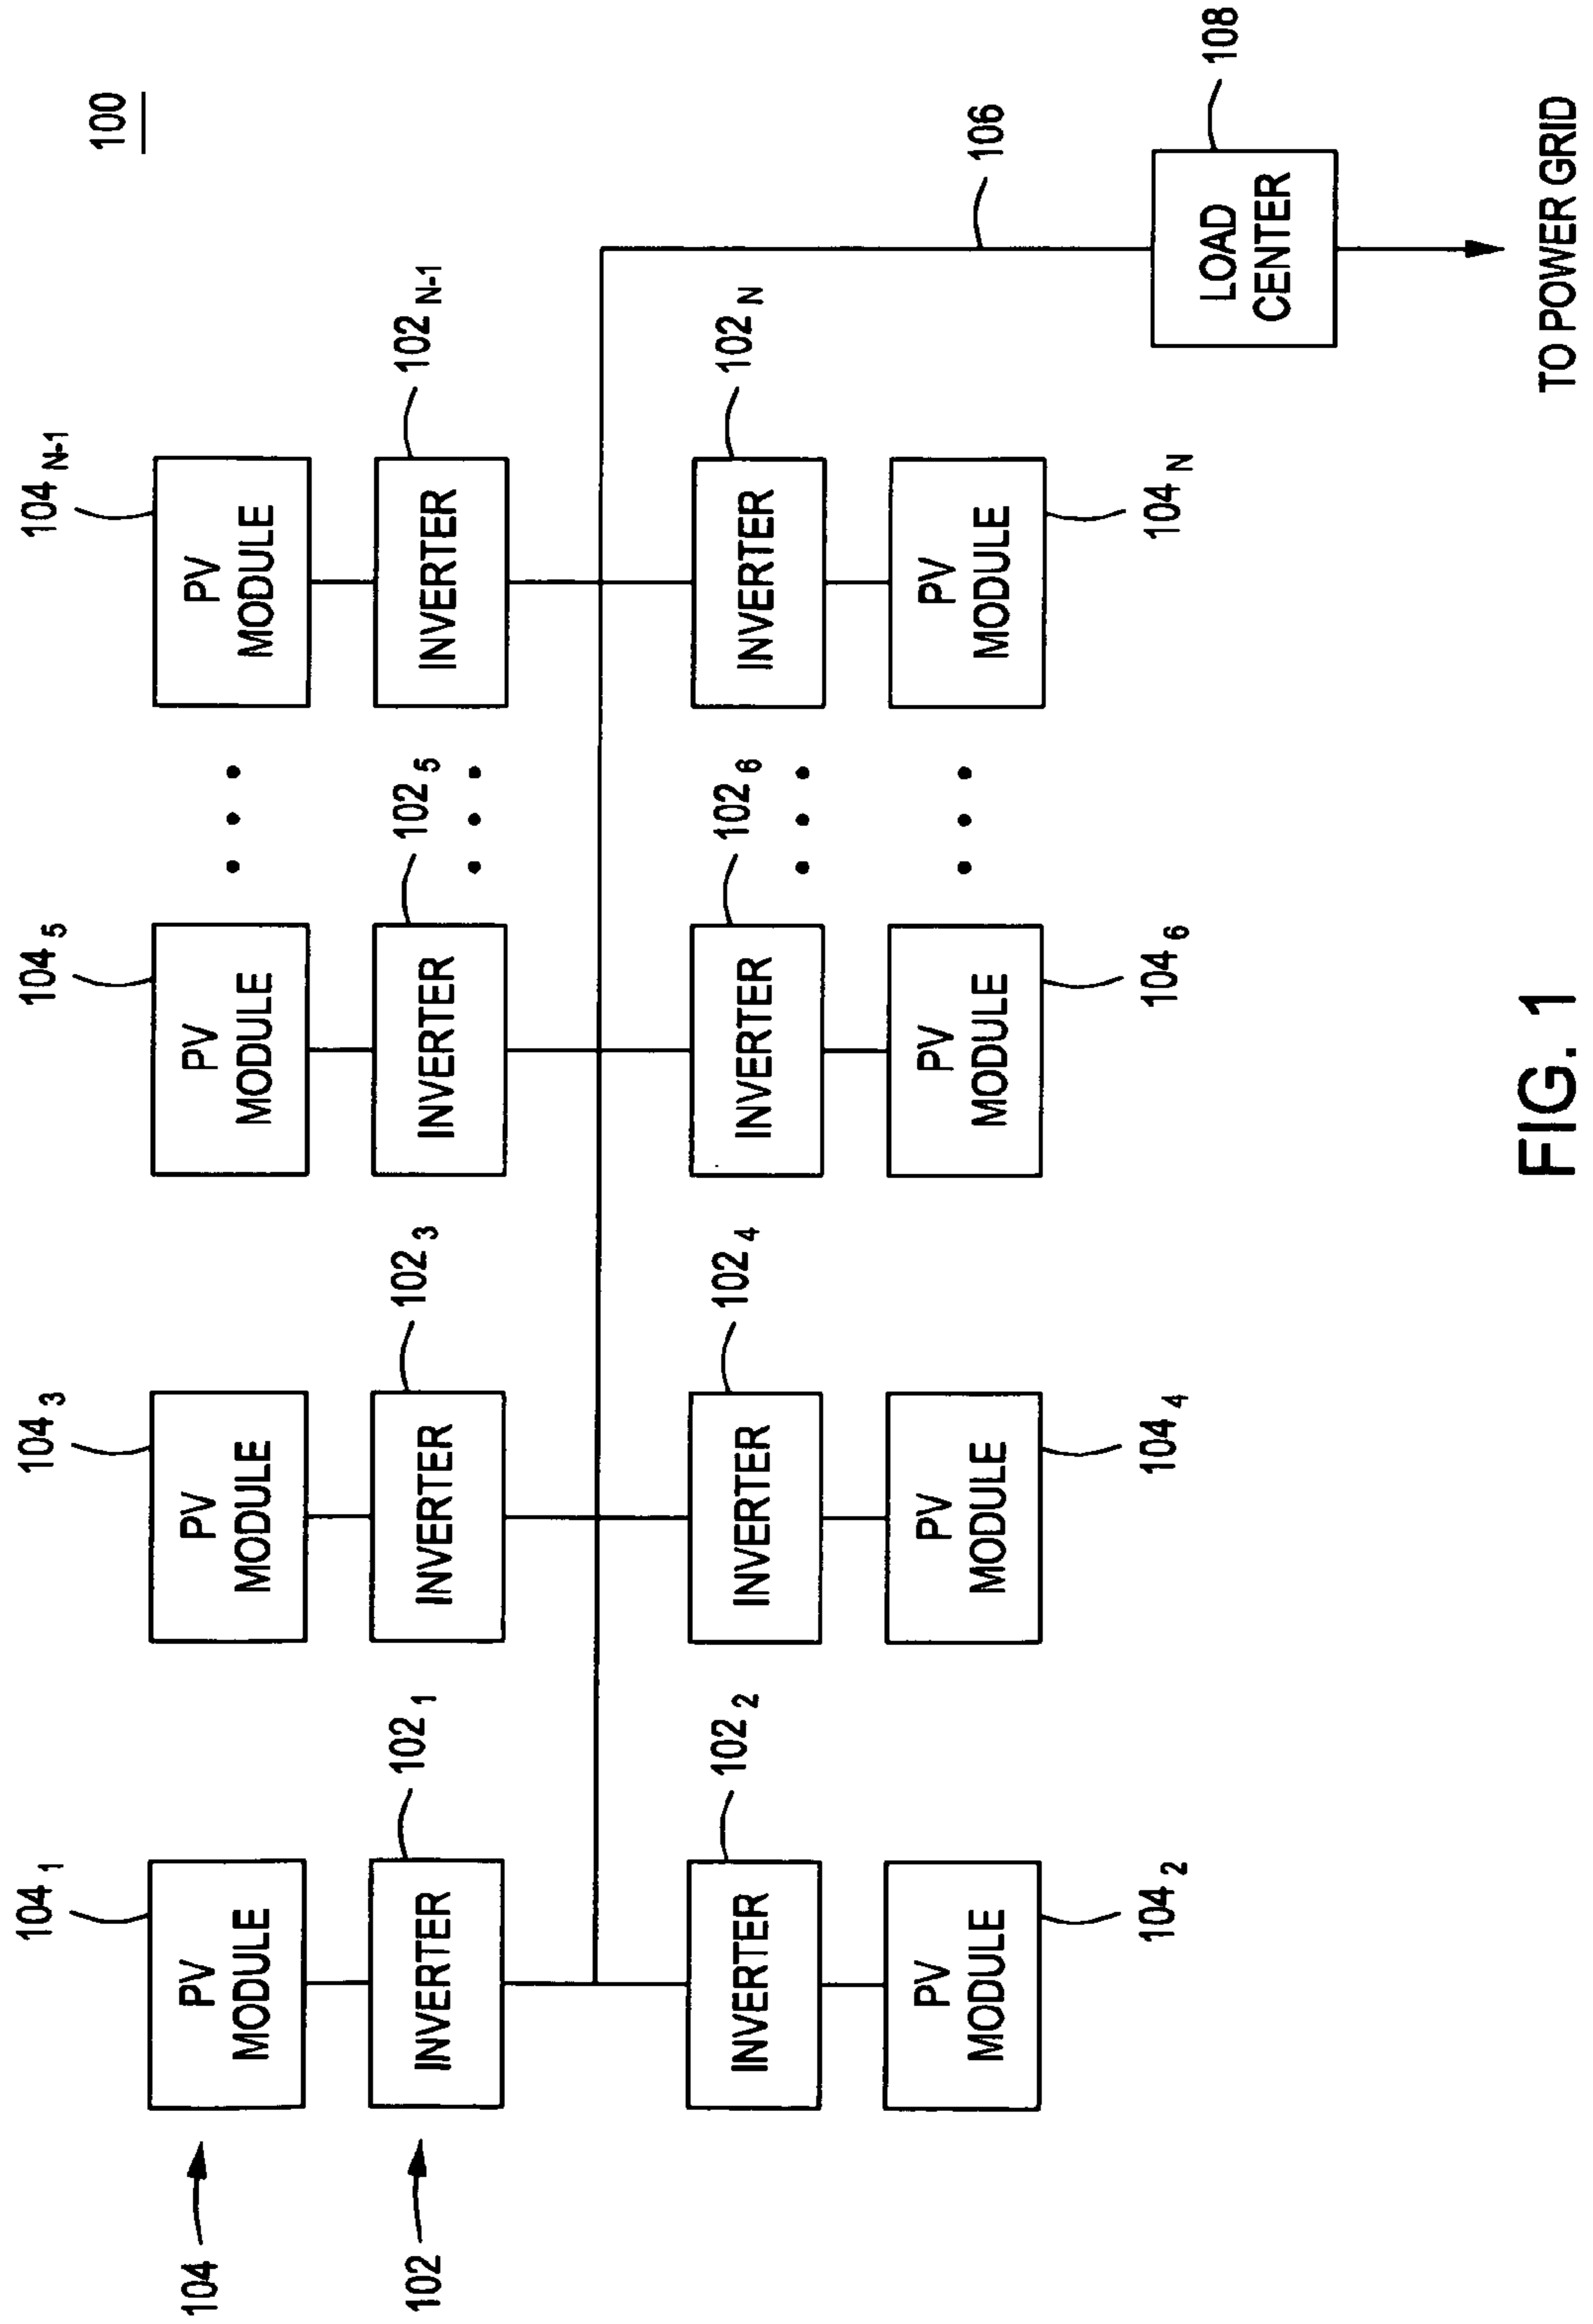 104 1
104 3
104 5
104 N-1
100
104
PV
MODULE
PV
MODULE
PV
MODULE
PV
MODULE
102 1
102 3
102 5
102 N-1
102
INVERTER
INVERTER
INVERTER
INVERTER
102 2
102 4
102 6
102 N
INVERTER
INVERTER
INVERTER
INVERTER
PV
MODULE
PV
MODULE
PV
MODULE
PV
MODULE
106
104 2
104 4
104 6
104 N
108
LOAD
CENTER
TO POWER GRID
FIG. 1